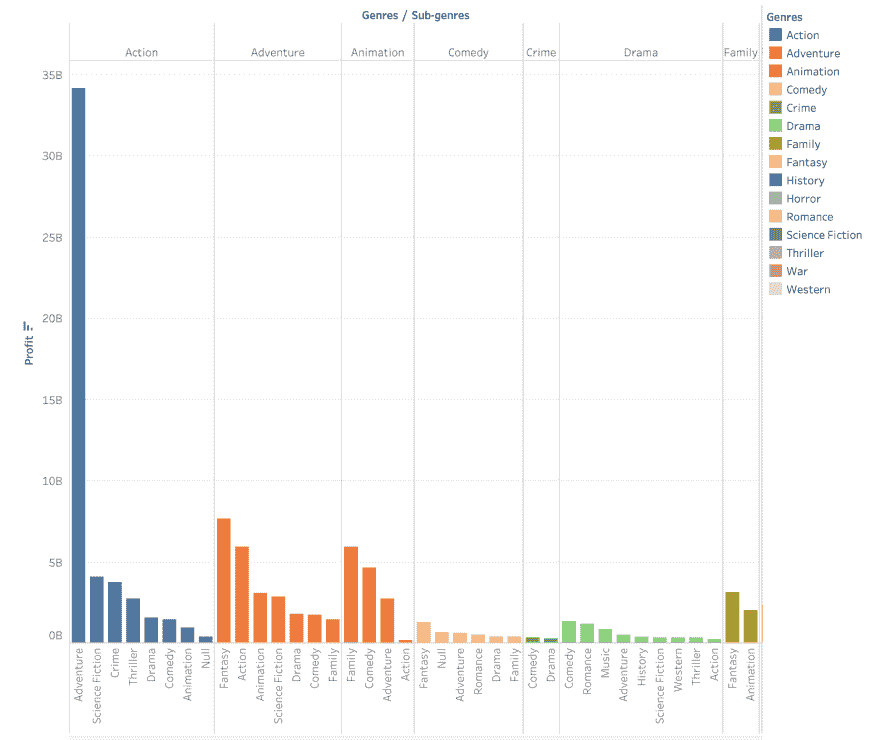 Genres / Sub-genres
Action Adventure Animation Comedy Crime Drama Family
35B
30B
25B
20B
15B
10B
5B
0B
Profit
Adventure Science Fiction Crime Thriller Drama Comedy Animation Null Fantasy Action Animation Science Fiction Drama Comedy Family Family Comedy Adventure Action Fantasy Null Adventure Romance Drama Family Comedy Drama Comedy Romance Music Adventure History Science Fiction Western Thriller Action Fantasy Animation
Genres
Action
Adventure
Animation
Comedy
Crime
Drama
Family
Fantasy
History
Horror
Romance
Science Fiction
Thriller
War
Western